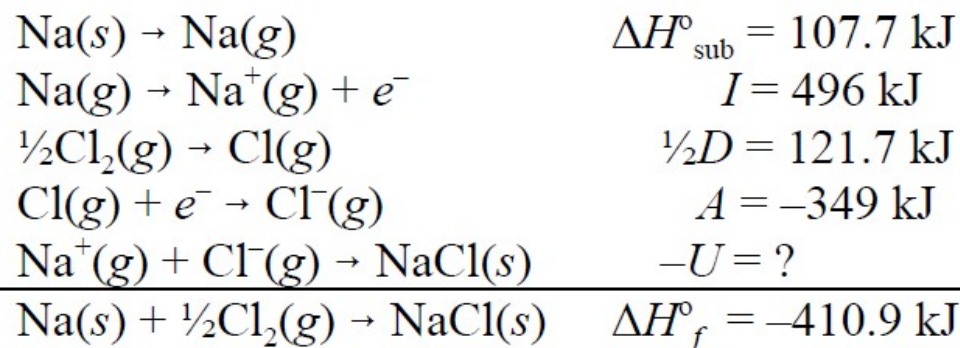 Na(s) → Na(g) ΔH°sub = 107.7 kJ
Na(g) → Na⁺(g) + e⁻ I = 496 kJ
½Cl₂(g) → Cl(g) ½D = 121.7 kJ
Cl(g) + e⁻ → Cl⁻(g) A = –349 kJ
Na⁺(g) + Cl⁻(g) → NaCl(s) –U = ?
Na(s) + ½Cl₂(g) → NaCl(s) ΔH°f = –410.9 kJ